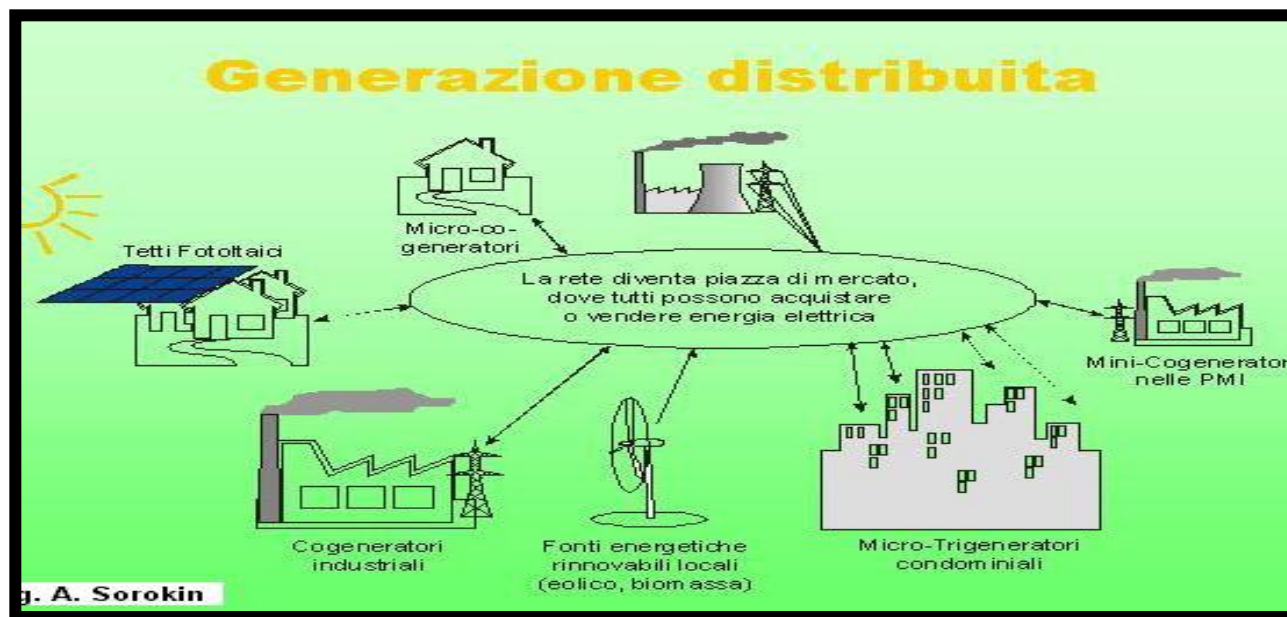 Generazione distribuita
Micro-co-
generatori
Tetti Fotoltaici
La rete diventa piazza di mercato,
dove tutti possono acquistare
o vendere energia elettrica
Mini-Cogenerator
nelle PMI
Cogeneratori
industriali
Fonti energetiche
rinnovabili locali
(eolico, biomassa)
Micro-Trigeneratori
condominiali
g. A. Sorokin